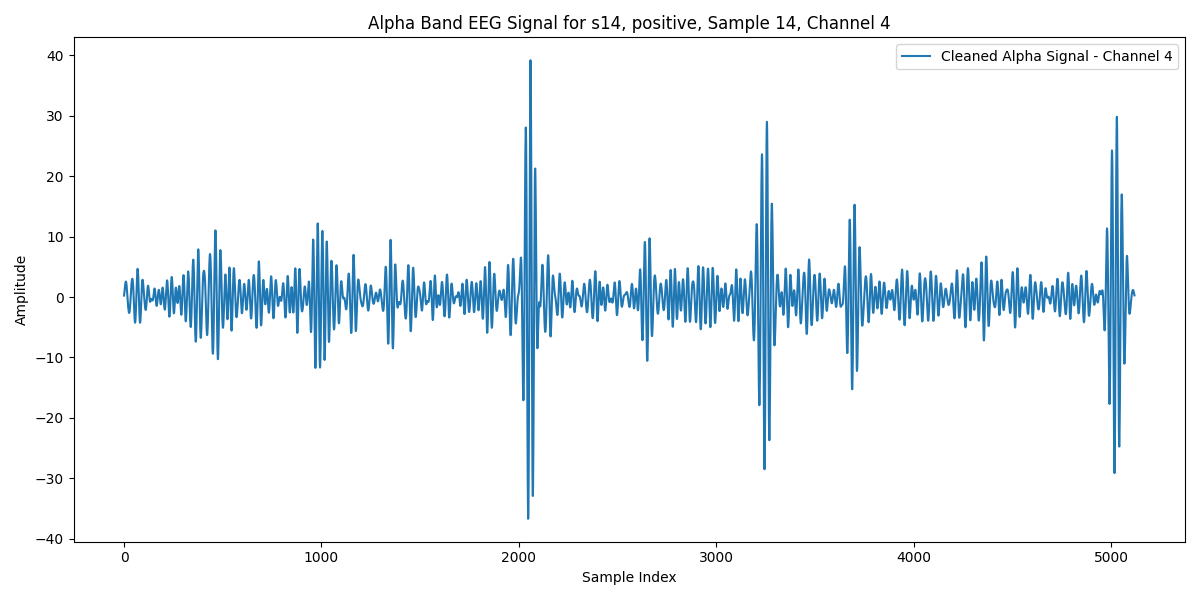 Alpha Band EEG Signal for s14, positive, Sample 14, Channel 4
Cleaned Alpha Signal - Channel 4
Amplitude
40
30
20
10
0
−10
−20
−30
−40
0 1000 2000 3000 4000 5000
Sample Index